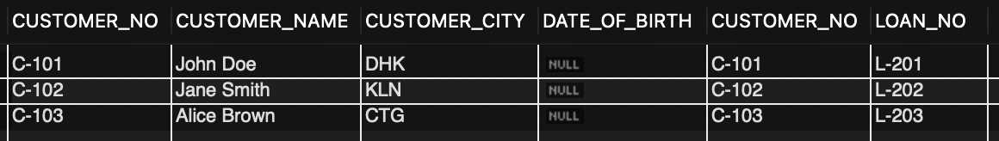 CUSTOMER_NO CUSTOMER_NAME CUSTOMER_CITY DATE_OF_BIRTH CUSTOMER_NO LOAN_NO
C-101 John Doe DHK NULL C-101 L-201
C-102 Jane Smith KLN NULL C-102 L-202
C-103 Alice Brown CTG NULL C-103 L-203